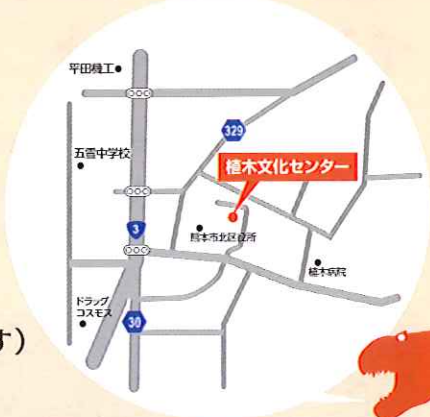 平田機工
329
植木文化センター
五霊中学校
3
熊本市北区役所
植木病院
ドラッグ
コスモス
30
す）